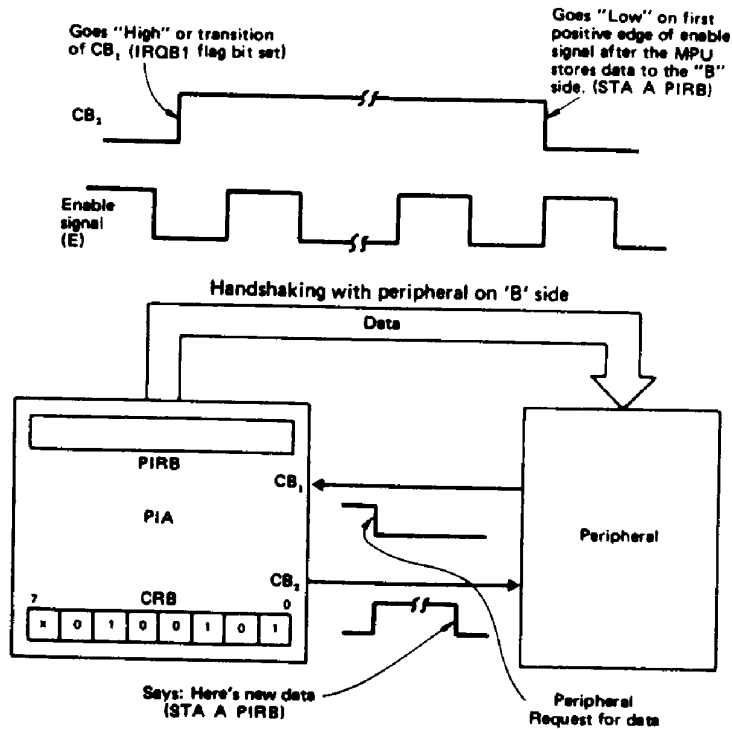 Goes "High" or transition
of CB₁ (IRQB1 flag bit set)
Goes "Low" on first
positive edge of enable
signal after the MPU
stores data to the "B"
side. (STA A PIRB)
CB₂
Enable
signal
(E)
Handshaking with peripheral on 'B' side
Data
PIRB
CB₁
PIA
Peripheral
CB₂
7 CRB 0
x 0 1 0 0 1 0 1
Says: Here's new data
(STA A PIRB)
Peripheral
Request for data